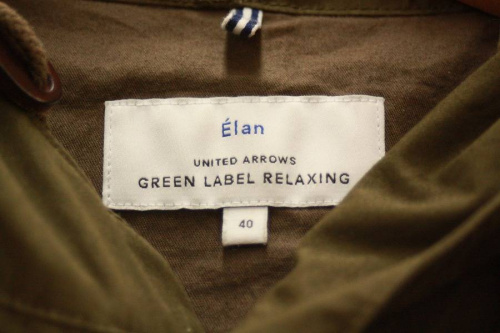 Élan
UNITED ARROWS
GREEN LABEL RELAXING
40